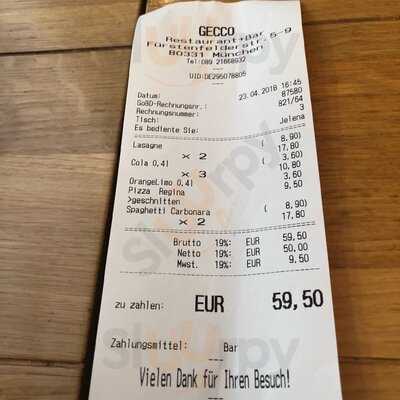 GECCO
Restaurant+Bar
Fürstenfelderstr. 5-9
80331 München
Tel:089 21668932
UID:DE295078805
Datum: 23.04.2018 16:45
GoBD-Rechnungsnr.: 87580
Rechnungsnummer: 821/64
Tisch: 3
Es bediente Sie: Jelena
Lasagne ( 8,90)
x 2 17,80
Cola 0,4l ( 3,60)
x 3 10,80
OrangeLimo 0,4l 3,60
Pizza Regina 9,50
>geschnitten
Spaghetti Carbonara ( 8,90)
x 2 17,80
Brutto 19%: EUR 59,50
Netto 19%: EUR 50,00
Mwst. 19%: EUR 9,50
zu zahlen: EUR 59,50
Zahlungsmittel: Bar
Vielen Dank für Ihren Besuch!